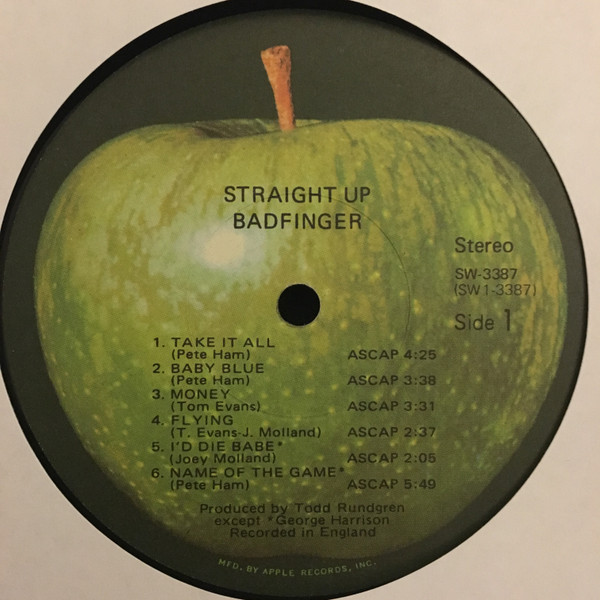 STRAIGHT UP
BADFINGER
Stereo
SW-3387
(SW1-3387)
Side 1
1. TAKE IT ALL
(Pete Ham) ASCAP 4:25
2. BABY BLUE
(Pete Ham) ASCAP 3:38
3. MONEY
(Tom Evans) ASCAP 3:31
4. FLYING
(T. Evans-J. Molland) ASCAP 2:37
5. I'D DIE BABE*
(Joey Molland) ASCAP 2:05
6. NAME OF THE GAME*
(Pete Ham) ASCAP 5:49
Produced by Todd Rundgren
except *George Harrison
Recorded in England
MFD. BY APPLE RECORDS, INC.